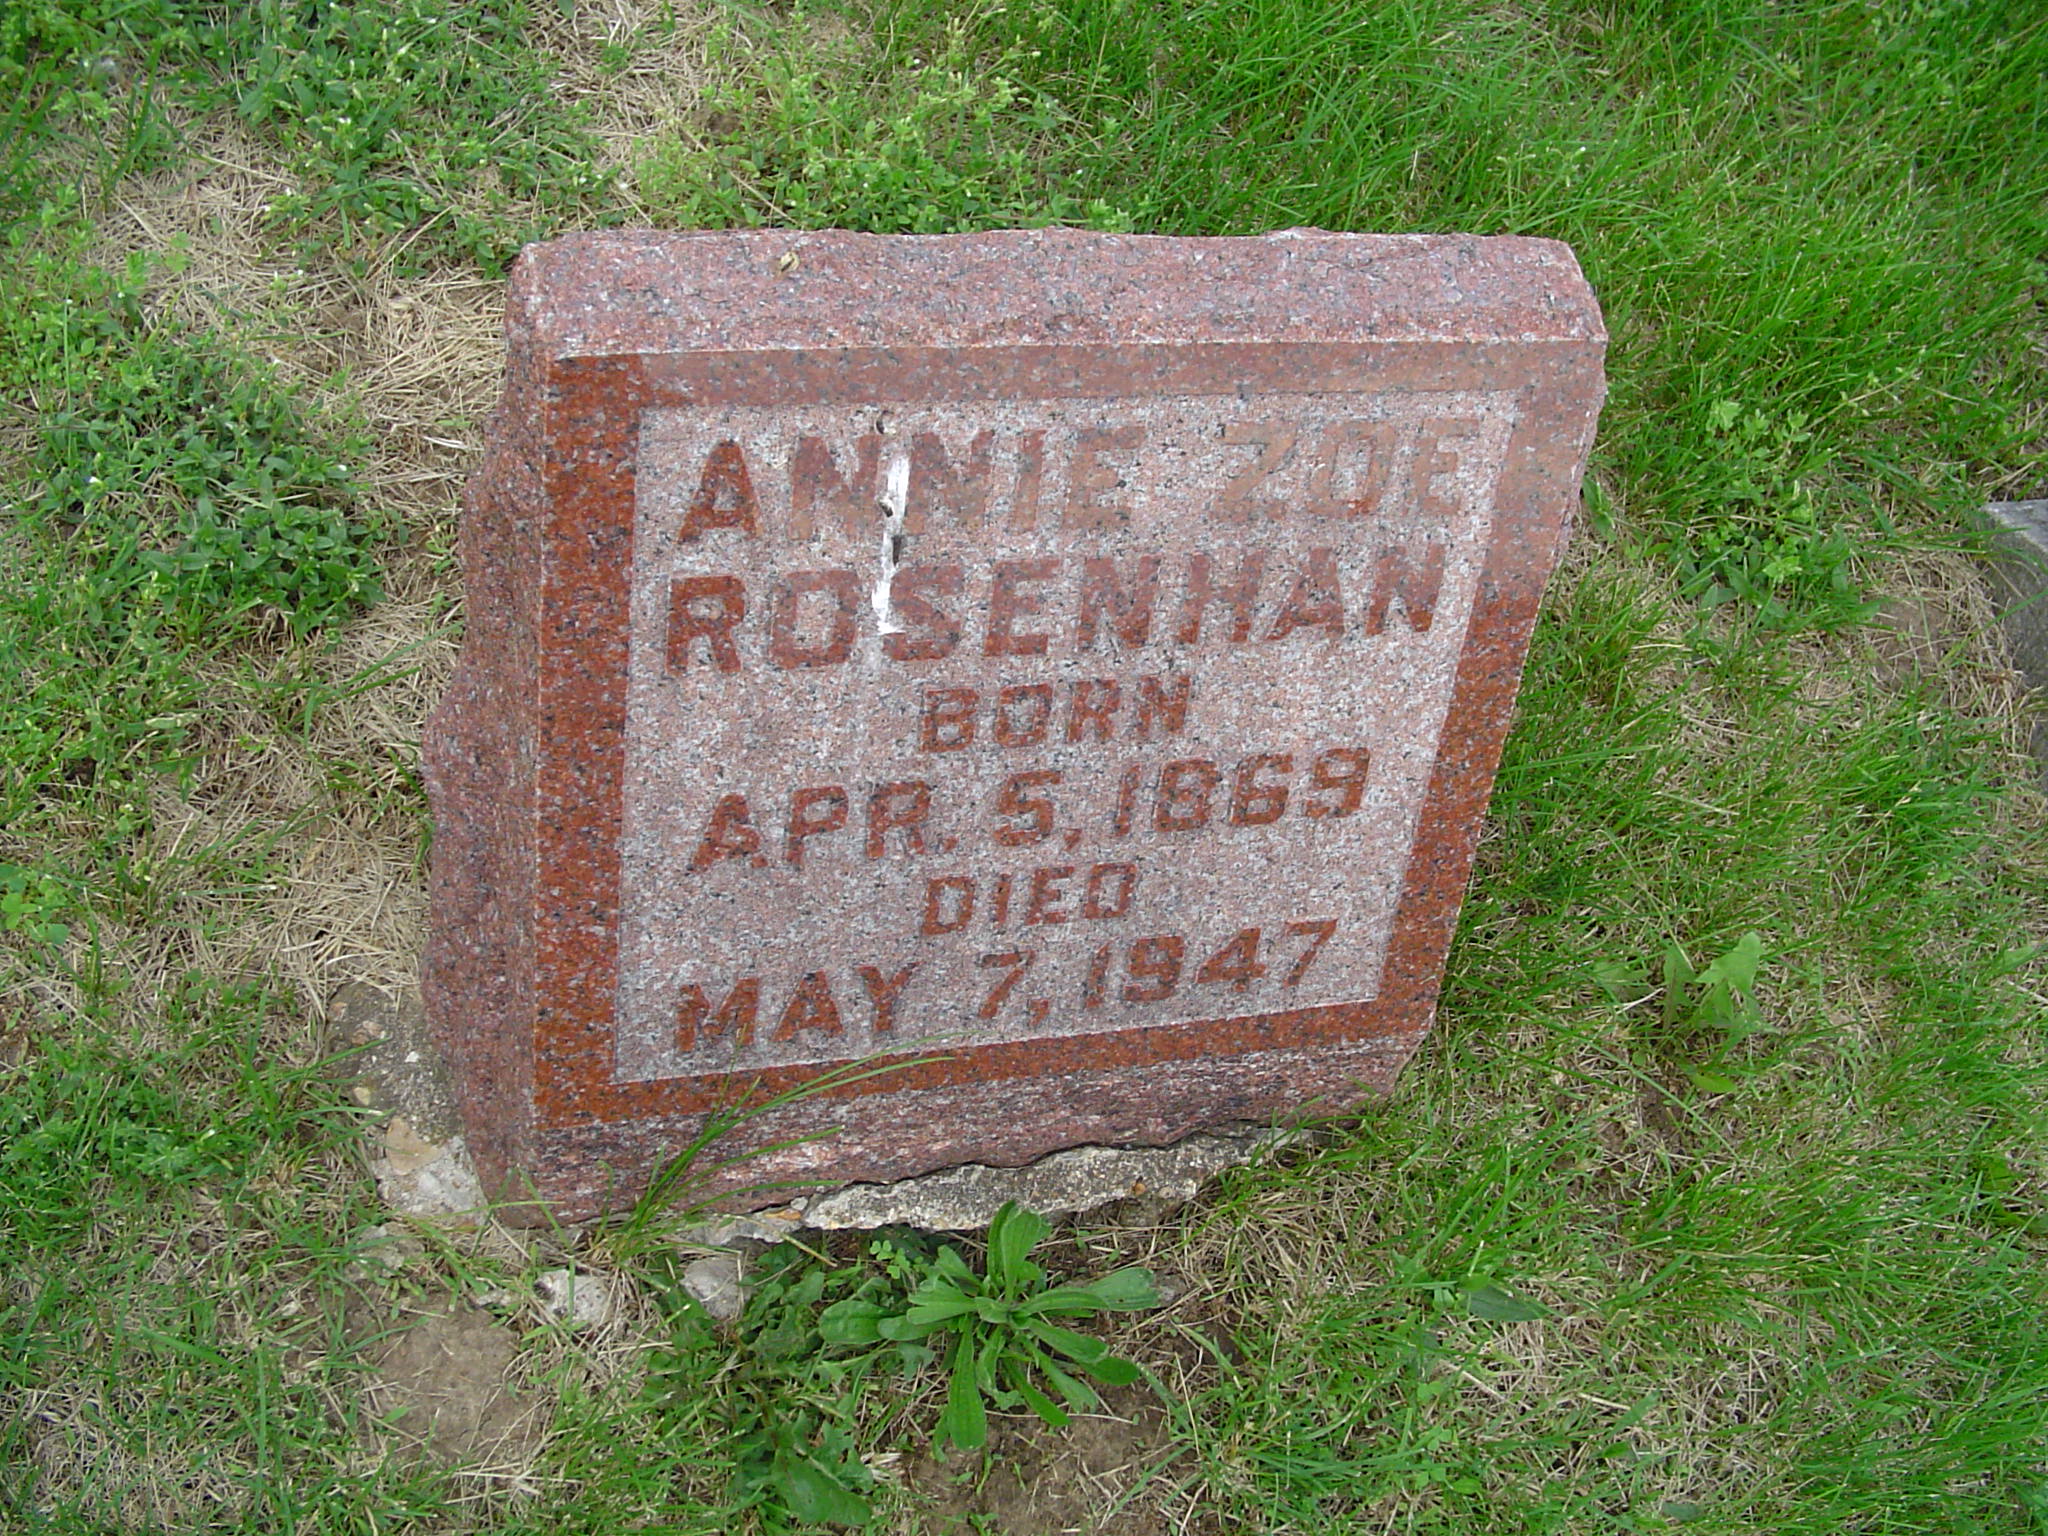 ANNIE ZOE
ROSENHAN
BORN
APR. 5, 1869
DIED
MAY 7, 1947